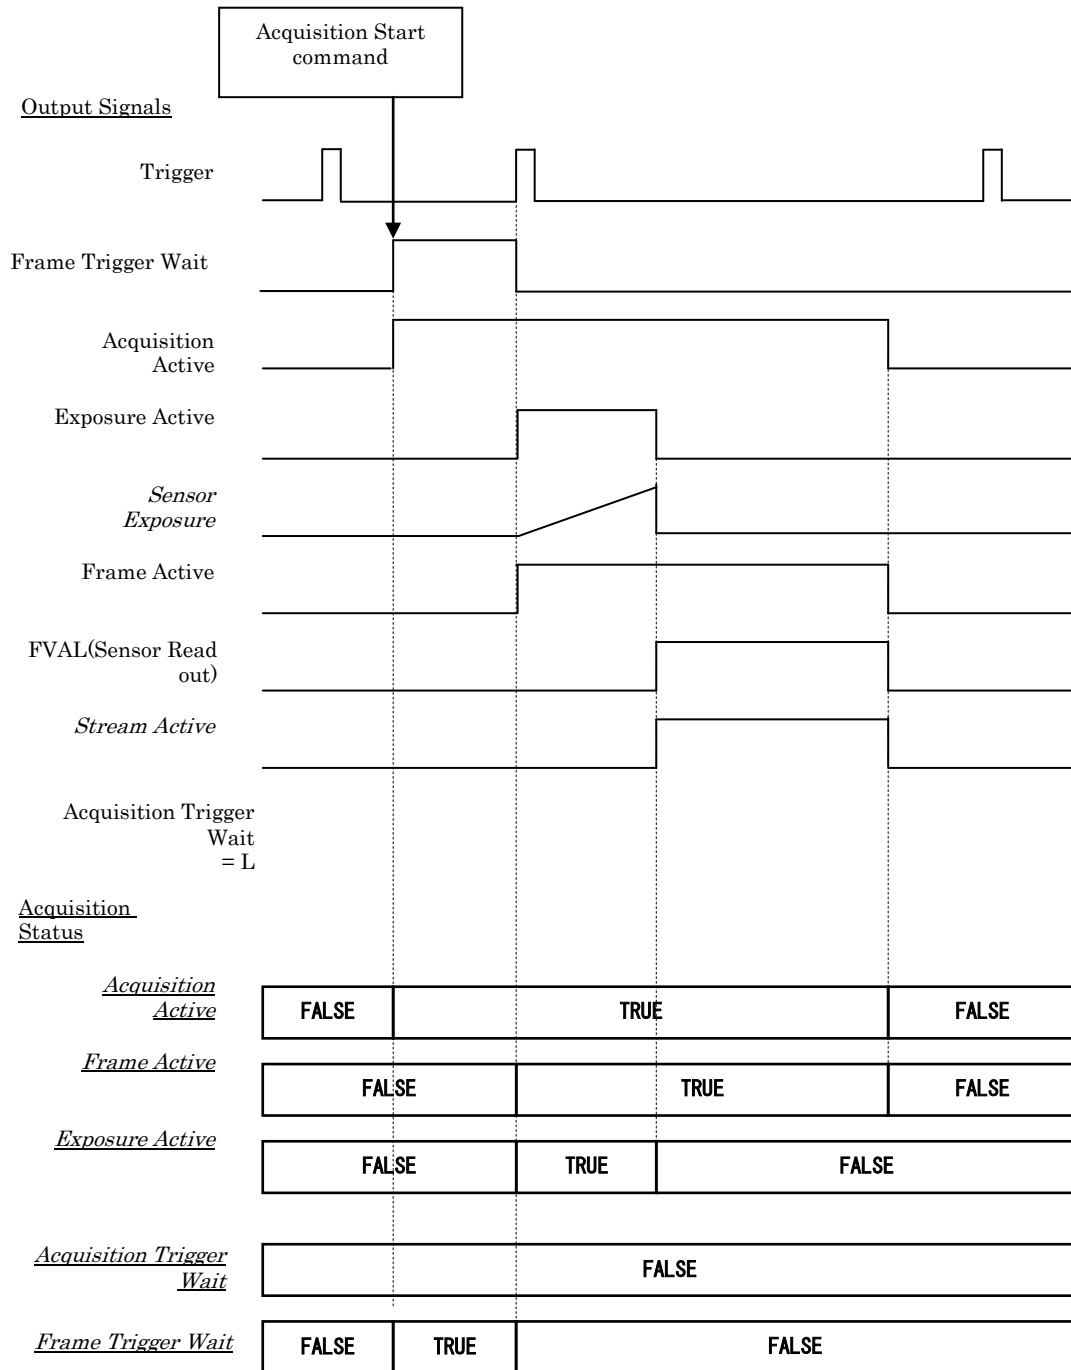 Acquisition Start
command
Output Signals
Trigger
Frame Trigger Wait
Acquisition
Active
Exposure Active
Sensor
Exposure
Frame Active
FVAL(Sensor Read
out)
Stream Active
Acquisition Trigger
Wait
= L
Acquisition
Status
Acquisition
Active
FALSE TRUE FALSE
Frame Active
FALSE TRUE FALSE
Exposure Active
FALSE TRUE FALSE
Acquisition Trigger
Wait
FALSE
Frame Trigger Wait
FALSE TRUE FALSE